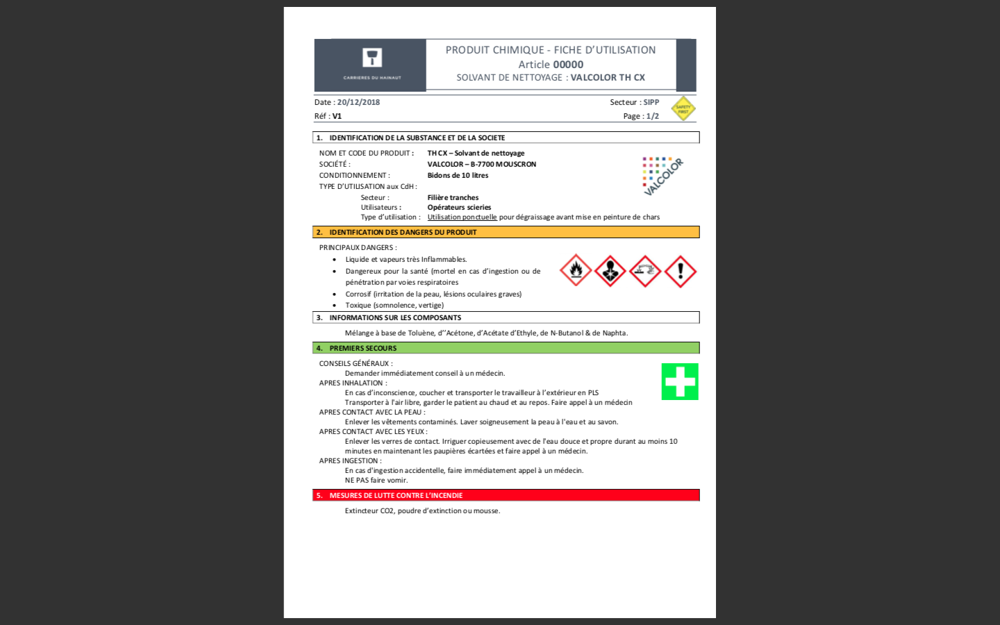 CARRIERES DU HAINAUT
PRODUIT CHIMIQUE - FICHE D’UTILISATION
Article 00000
SOLVANT DE NETTOYAGE : VALCOLOR TH CX
Date : 20/12/2018
Secteur : SIPP
Réf : V1
Page : 1/2
SAFETY
FIRST
1. IDENTIFICATION DE LA SUBSTANCE ET DE LA SOCIETE
NOM ET CODE DU PRODUIT : TH CX – Solvant de nettoyage
SOCIÉTÉ : VALCOLOR – B-7700 MOUSCRON
CONDITIONNEMENT : Bidons de 10 litres
TYPE D’UTILISATION aux CdH :
Secteur : Filière tranches
Utilisateurs : Opérateurs scieries
Type d’utilisation : Utilisation ponctuelle pour dégraissage avant mise en peinture de chars
VALCOLOR
2. IDENTIFICATION DES DANGERS DU PRODUIT
PRINCIPAUX DANGERS :
• Liquide et vapeurs très Inflammables.
• Dangereux pour la santé (mortel en cas d’ingestion ou de
pénétration par voies respiratoires
• Corrosif (irritation de la peau, lésions oculaires graves)
• Toxique (somnolence, vertige)
3. INFORMATIONS SUR LES COMPOSANTS
Mélange à base de Toluène, d’’Acétone, d’Acétate d’Ethyle, de N-Butanol & de Naphta.
4. PREMIERS SECOURS
CONSEILS GÉNÉRAUX :
Demander immédiatement conseil à un médecin.
APRES INHALATION :
En cas d’inconscience, coucher et transporter le travailleur à l’extérieur en PLS
Transporter à l'air libre, garder le patient au chaud et au repos. Faire appel à un médecin
APRES CONTACT AVEC LA PEAU :
Enlever les vêtements contaminés. Laver soigneusement la peau à l'eau et au savon.
APRES CONTACT AVEC LES YEUX :
Enlever les verres de contact. Irriguer copieusement avec de l'eau douce et propre durant au moins 10
minutes en maintenant les paupières écartées et faire appel à un médecin.
APRES INGESTION :
En cas d'ingestion accidentelle, faire immédiatement appel à un médecin.
NE PAS faire vomir.
5. MESURES DE LUTTE CONTRE L’INCENDIE
Extincteur CO2, poudre d’extinction ou mousse.